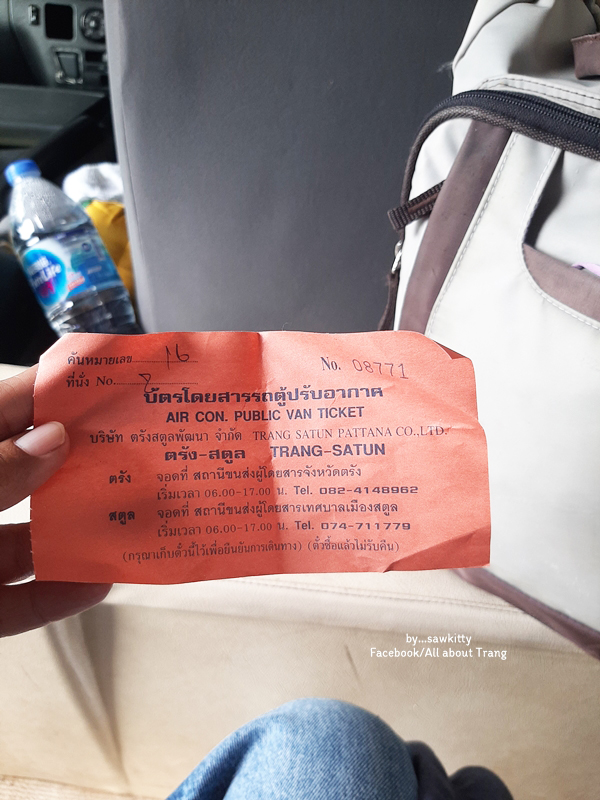 คันหมายเลข 16
No. 08771
ที่นั่ง No.
บัตรโดยสารรถตู้ปรับอากาศ
AIR CON. PUBLIC VAN TICKET
บริษัท ตรังสตูลพัฒนา จำกัด TRANG SATUN PATTANA CO.,LTD.
ตรัง-สตูล TRANG-SATUN
ตรัง จอดที่ สถานีขนส่งผู้โดยสารจังหวัดตรัง
เริ่มเวลา 06.00-17.00 น. Tel. 082-4148962
สตูล จอดที่ สถานีขนส่งผู้โดยสารเทศบาลเมืองสตูล
เริ่มเวลา 06.00-17.00 น. Tel. 074-711779
(กรุณาเก็บตั๋วนี้ไว้เพื่อยืนยันการเดินทาง) (ตั๋วซื้อแล้วไม่รับคืน)
by...sawkitty
Facebook/All about Trang